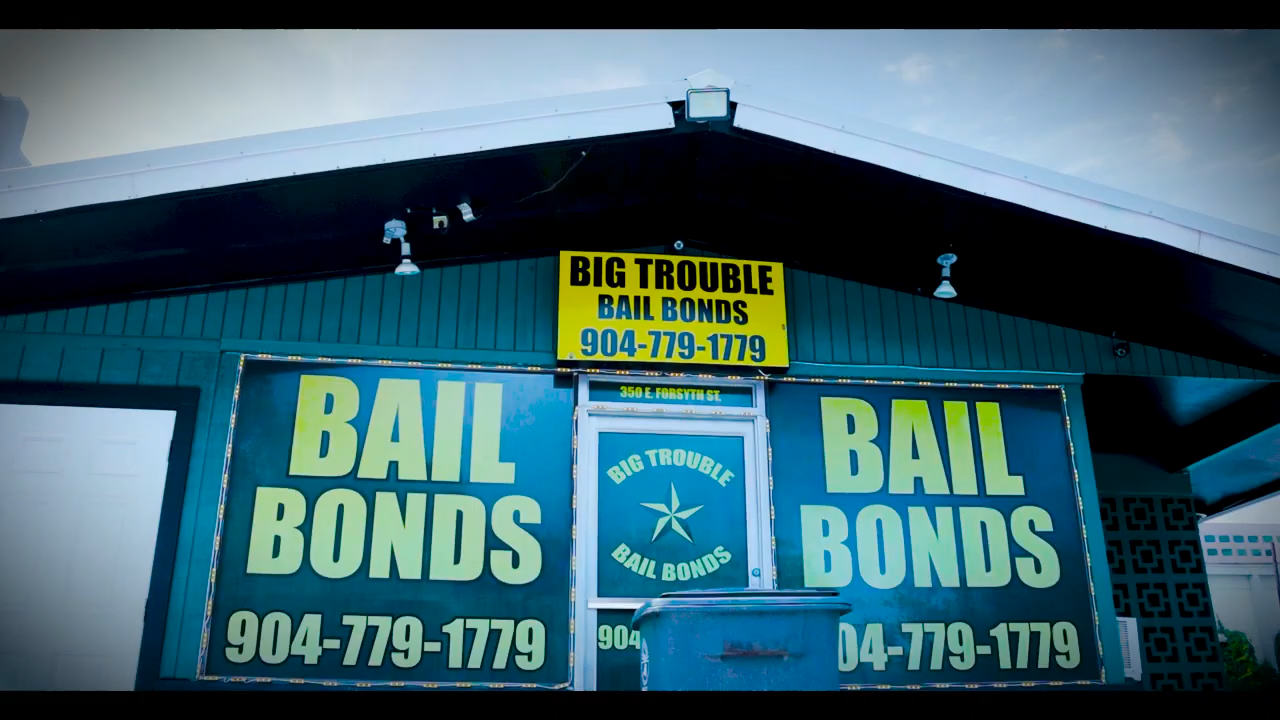 BIG TROUBLE
BAIL BONDS
904-779-1779
350 E. FORSYTH ST.
BAIL
BONDS
904-779-1779
BIG TROUBLE
BAIL BONDS
904
BAIL
BONDS
04-779-1779